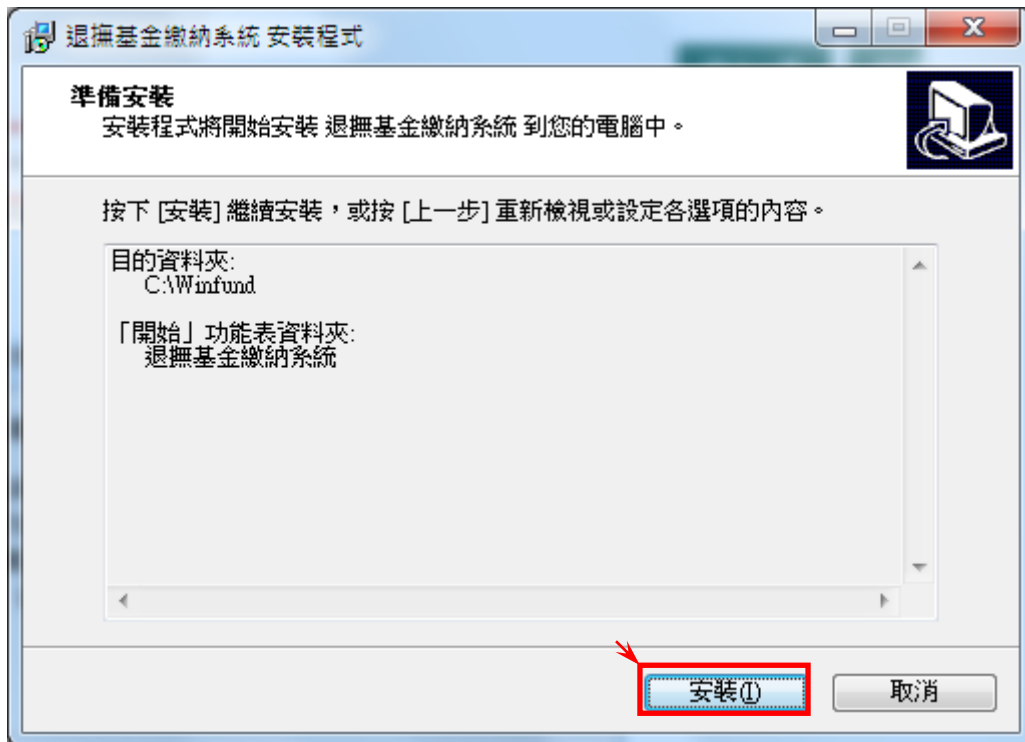 退撫基金繳納系統 安裝程式
準備安裝
安裝程式將開始安裝 退撫基金繳納系統 到您的電腦中。
按下 [安裝] 繼續安裝，或按 [上一步] 重新檢視或設定各選項的內容。
目的資料夾:
C:\Winfund
「開始」功能表資料夾:
退撫基金繳納系統
安裝(I)
取消